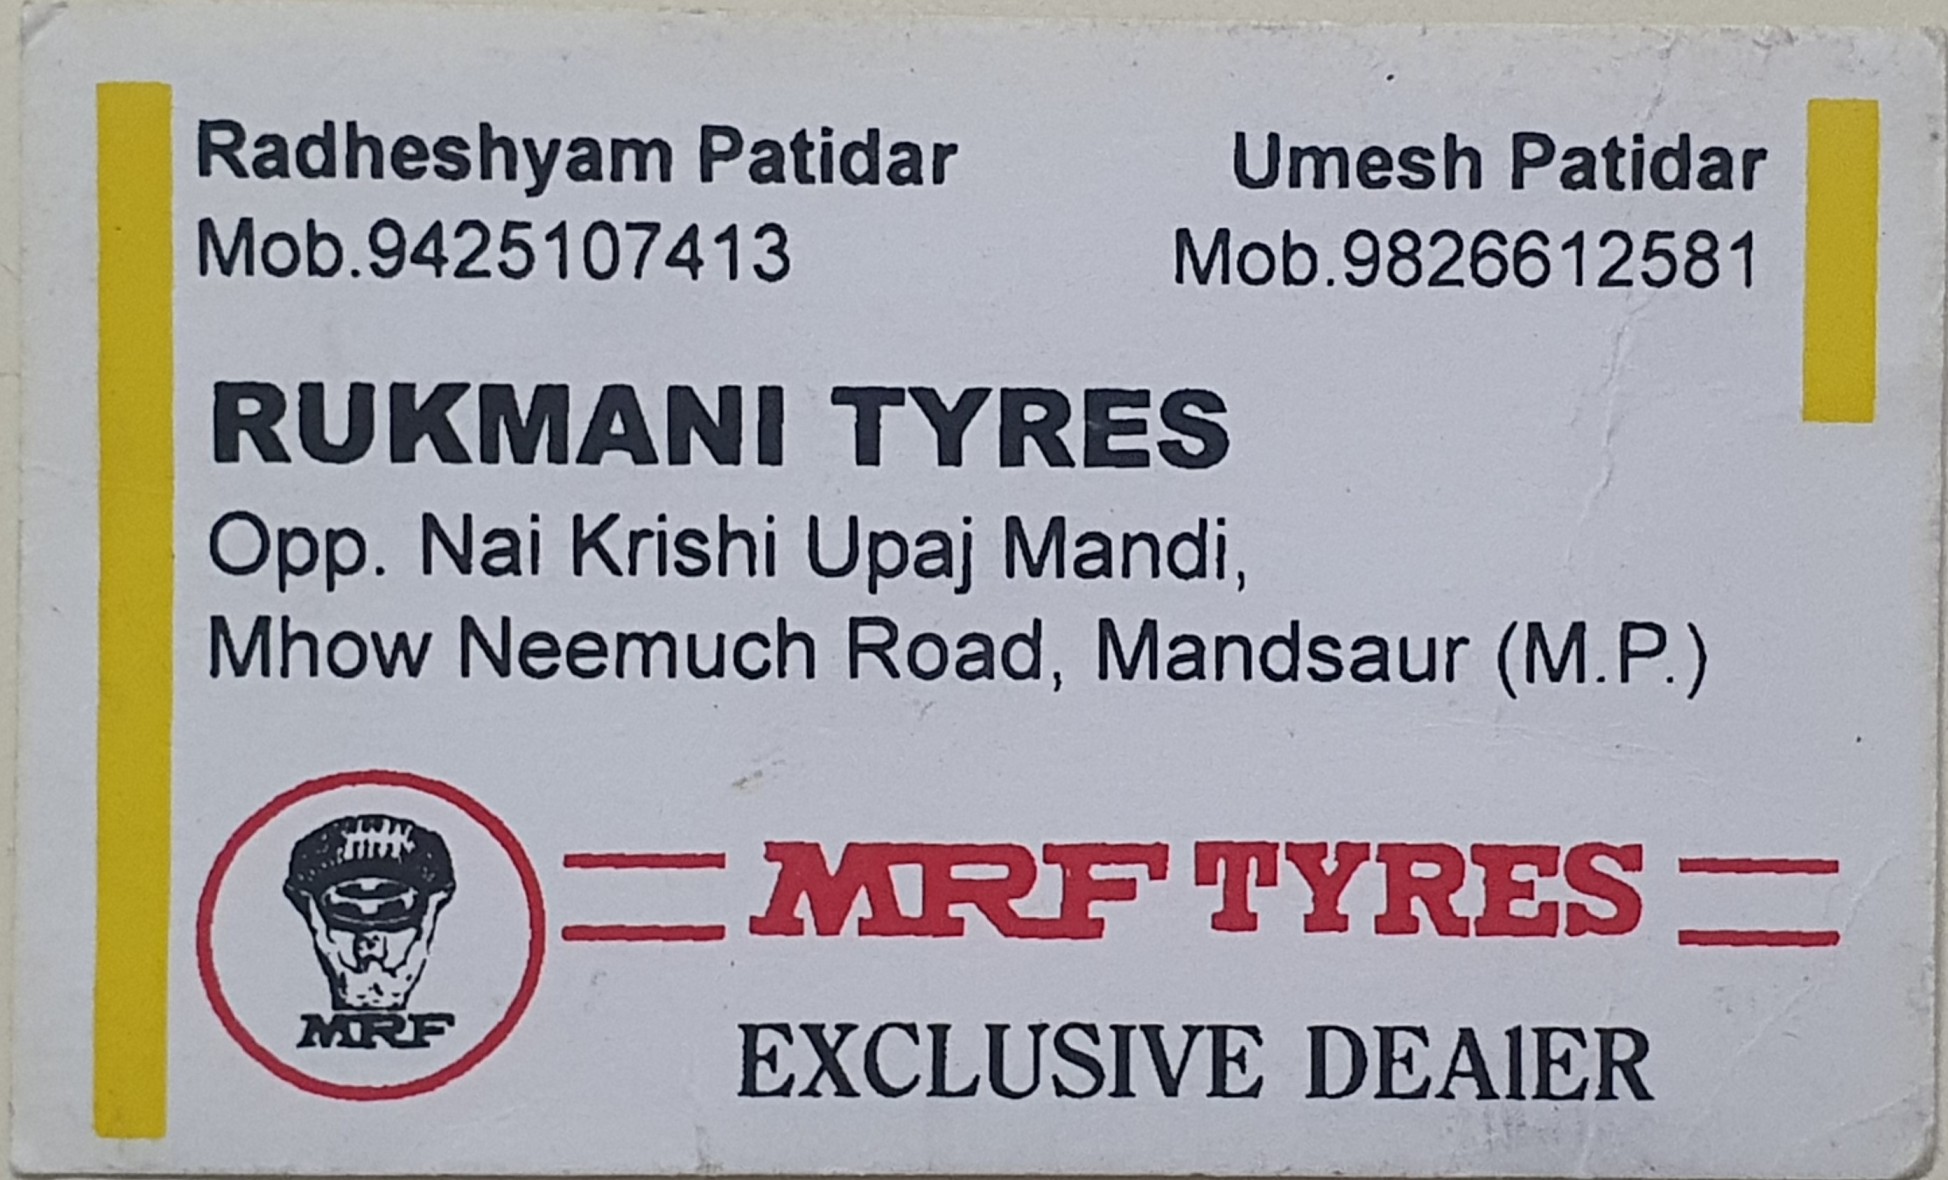 Radheshyam Patidar
Mob.9425107413
Umesh Patidar
Mob.9826612581
RUKMANI TYRES
Opp. Nai Krishi Upaj Mandi,
Mhow Neemuch Road, Mandsaur (M.P.)
MRF
MRF TYRES
EXCLUSIVE DEAlER